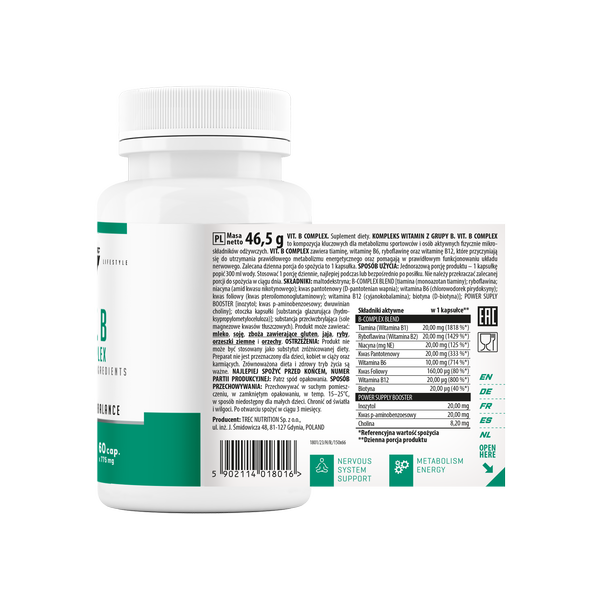 LIFESTYLE
B
PLEX
REDIENTS
BALANCE
60cap.
x 775 mg
PL Masa netto 46,5 g VIT. B COMPLEX. Suplement diety. KOMPLEKS WITAMIN Z GRUPY B. VIT. B COMPLEX
to kompozycja kluczowych dla metabolizmu sportowców i osób aktywnych fizycznie mikro-
składników odżywczych. VIT. B COMPLEX zawiera tiaminę, witaminę B6, ryboflawinę oraz witaminę B12, które przyczyniają
się do utrzymania prawidłowego metabolizmu energetycznego oraz pomagają w prawidłowym funkcjonowaniu układu
nerwowego. Zalecana dzienna porcja do spożycia to 1 kapsułka. SPOSÓB UŻYCIA: Jednorazową porcję produktu – 1 kapsułkę
popić 300 ml wody. Stosować 1 porcję dziennie, najlepiej podczas lub bezpośrednio po posiłku. Nie należy przekraczać zalecanej
porcji do spożycia w ciągu dnia. SKŁADNIKI: maltodekstryna; B-COMPLEX BLEND [tiamina (monoazotan tiaminy); ryboflawina;
niacyna (amid kwasu nikotynowego); kwas pantotenowy (D-pantotenian wapnia); witamina B6 (chlorowodorek pirydoksyny);
kwas foliowy (kwas pteroilomonoglutaminowy); witamina B12 (cyjanokobalamina); biotyna (D-biotyna)]; POWER SUPLY
BOOSTER [inozytol; kwas p-aminobenzoesowy; dwuwinian
choliny]; otoczka kapsułki [substancja glazurująca (hydro-
ksypropylometyloceluloza)]; substancja przeciwzbrylająca (sole
magnezowe kwasów tłuszczowych). Produkt może zawierać:
mleko, soję, zboża zawierające gluten, jaja, ryby,
orzeszki ziemne i orzechy. OSTRZEŻENIA: Produkt nie
może być stosowany jako substytut zróżnicowanej diety.
Preparat nie jest przeznaczony dla dzieci, kobiet w ciąży oraz
karmiących. Zrównoważona dieta i zdrowy tryb życia są
ważne. NAJLEPIEJ SPOŻYĆ PRZED KOŃCEM, NUMER
PARTII PRODUKCYJNEJ: Patrz spód opakowania. SPOSÓB
PRZECHOWYWANIA: Przechowywać w suchym pomiesz-
czeniu, w zamkniętym opakowaniu, w temp. 15–25°C,
w sposób niedostępny dla małych dzieci. Chronić od światła
i wilgoci. Po otwarciu spożyć w ciągu 3 miesięcy.
Producent: TREC NUTRITION Sp. z o.o.,
ul. inż. J. Śmidowicza 48, 81-127 Gdynia, POLAND
1801/23/H/B/159x66
5 902114 018016 >
Składniki aktywne w 1 kapsułce**
B-COMPLEX BLEND
Tiamina (Witamina B1) 20,00 mg (1818 %*)
Ryboflawina (Witamina B2) 20,00 mg (1429 %*)
Niacyna (mg NE) 20,00 mg (125 %*)
Kwas Pantotenowy 20,00 mg (333 %*)
Witamina B6 10,00 mg (714 %*)
Kwas Foliowy 160,00 μg (80 %*)
Witamina B12 20,00 μg (800 %*)
Biotyna 20,00 μg (40 %*)
POWER SUPPLY BOOSTER
Inozytol 20,00 mg
Kwas p-aminobenzoesowy 20,00 mg
Cholina 8,20 mg
*Referencyjna wartość spożycia
**Dzienna porcja produktu
EAC
EN
DE
FR
ES
NL
OPEN
HERE
NERVOUS
SYSTEM
SUPPORT
METABOLISM
ENERGY